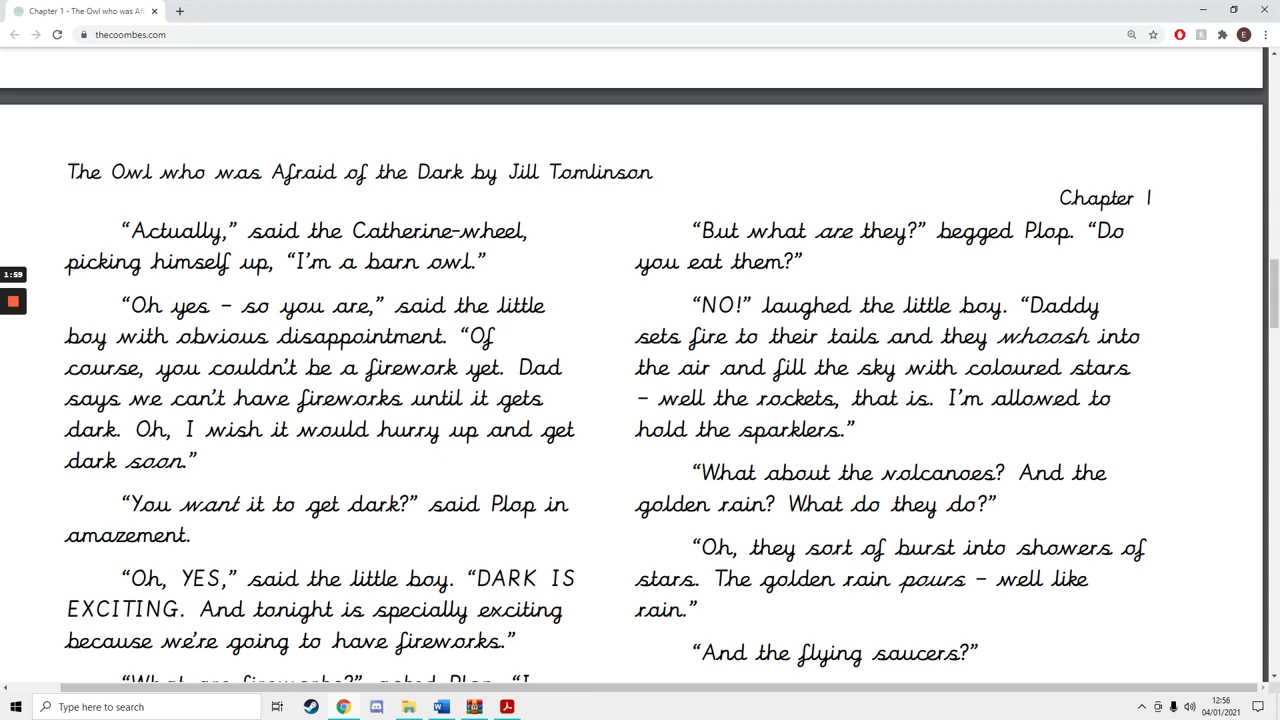 Chapter 1 - The Owl who was Afr
thecoombes.com
E
The Owl who was Afraid of the Dark by Jill Tomlinson
Chapter 1
"Actually," said the Catherine-wheel,
picking himself up, "I'm a barn owl."
"Oh yes – so you are," said the little
boy with obvious disappointment. "Of
course, you couldn't be a firework yet. Dad
says we can't have fireworks until it gets
dark. Oh, I wish it would hurry up and get
dark soon."
"You want it to get dark?" said Plop in
amazement.
"Oh, YES," said the little boy. "DARK IS
EXCITING. And tonight is specially exciting
because we're going to have fireworks."
"What are fireworks?" asked Plop. "I
"But what are they?" begged Plop. "Do
you eat them?"
"NO!" laughed the little boy. "Daddy
sets fire to their tails and they whoosh into
the air and fill the sky with coloured stars
– well the rockets, that is. I'm allowed to
hold the sparklers."
"What about the volcanoes? And the
golden rain? What do they do?"
"Oh, they sort of burst into showers of
stars. The golden rain pours – well like
rain."
"And the flying saucers?"
1:59
Type here to search
12:56
04/01/2021